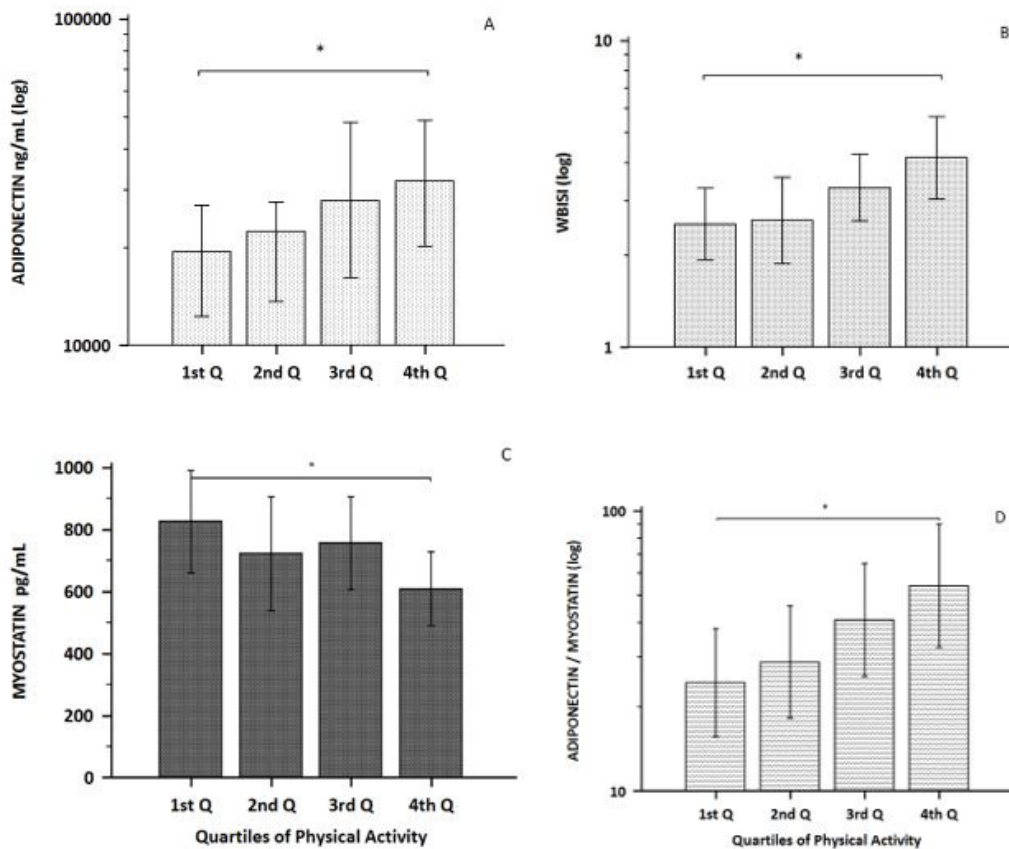 A
100000
10000
ADIPONECTIN ng/mL (log)
*
1st Q 2nd Q 3rd Q 4th Q
B
10
1
WBISI (log)
*
1st Q 2nd Q 3rd Q 4th Q
C
1000
800
600
400
200
0
MYOSTATIN pg/mL
*
1st Q 2nd Q 3rd Q 4th Q
Quartiles of Physical Activity
D
100
10
ADIPONECTIN / MYOSTATIN (log)
*
1st Q 2nd Q 3rd Q 4th Q
Quartiles of Physical Activity